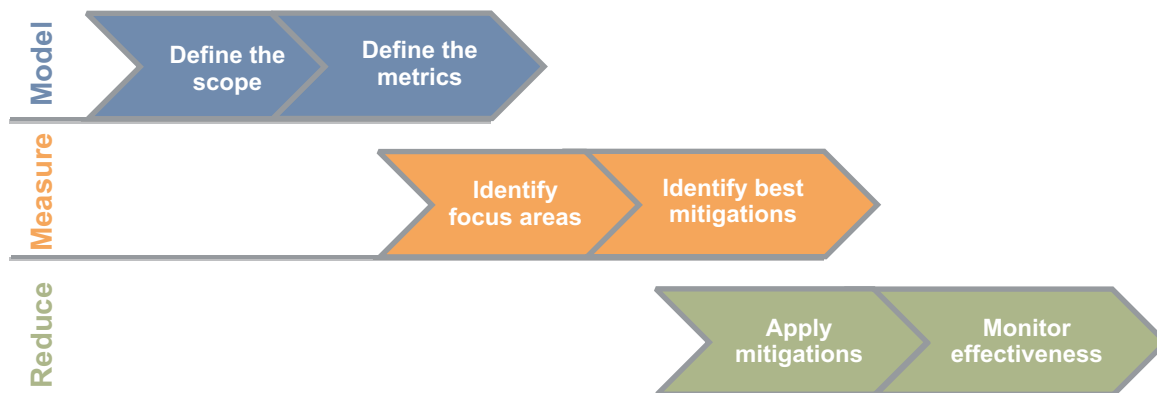 Model
Define the
scope
Define the
metrics
Measure
Identify
focus areas
Identify best
mitigations
Reduce
Apply
mitigations
Monitor
effectiveness